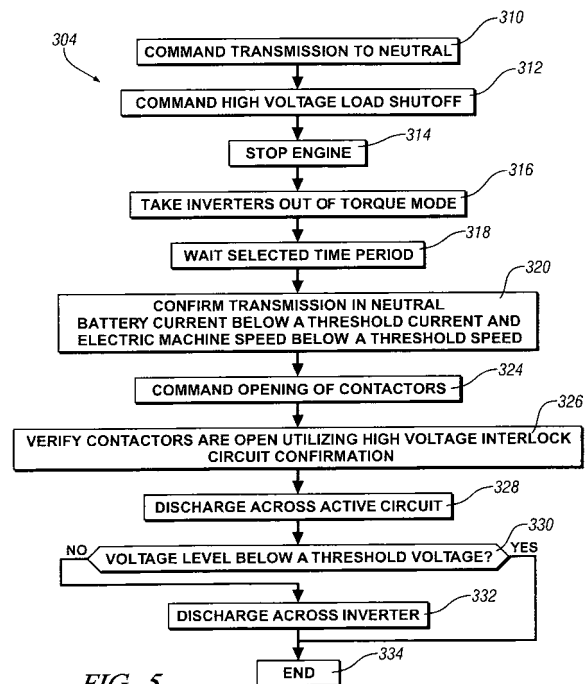 304
310
COMMAND TRANSMISSION TO NEUTRAL
312
COMMAND HIGH VOLTAGE LOAD SHUTOFF
314
STOP ENGINE
316
TAKE INVERTERS OUT OF TORQUE MODE
318
WAIT SELECTED TIME PERIOD
320
CONFIRM TRANSMISSION IN NEUTRAL
BATTERY CURRENT BELOW A THRESHOLD CURRENT AND
ELECTRIC MACHINE SPEED BELOW A THRESHOLD SPEED
324
COMMAND OPENING OF CONTACTORS
326
VERIFY CONTACTORS ARE OPEN UTILIZING HIGH VOLTAGE INTERLOCK
CIRCUIT CONFIRMATION
328
DISCHARGE ACROSS ACTIVE CIRCUIT
330
NO
VOLTAGE LEVEL BELOW A THRESHOLD VOLTAGE?
YES
332
DISCHARGE ACROSS INVERTER
334
END
FIG. 5